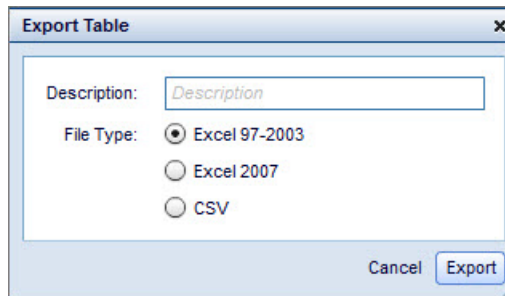 Export Table
Description: Description
File Type: Excel 97-2003
Excel 2007
CSV
Cancel Export